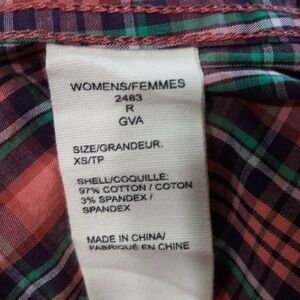 WOMENS/FEMMES
2483
R
GVA
SIZE/GRANDEUR.
XS/TP
SHELL/COQUILLE:
97% COTTON / COTON
3% SPANDEX /
SPANDEX
MADE IN CHINA/
FABRIQUÉ EN CHINE